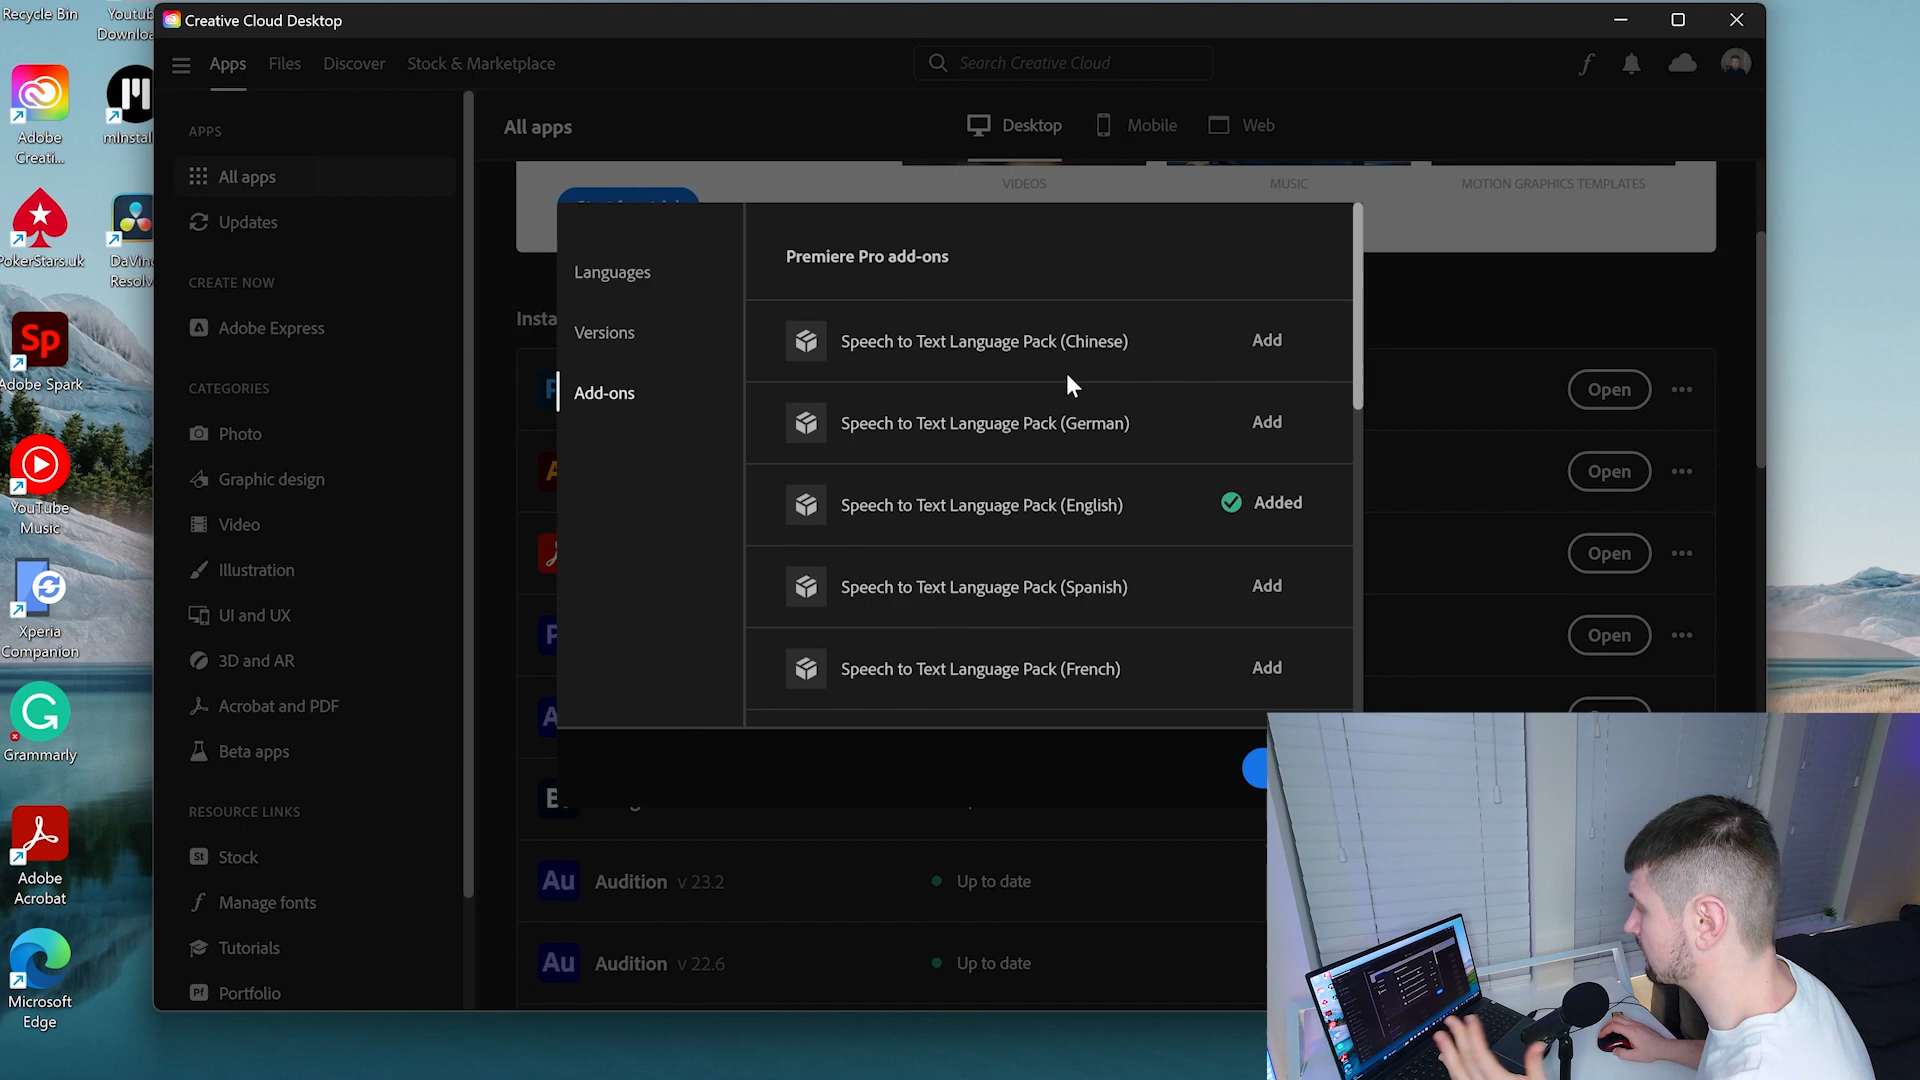 Recycle Bin
Youtub
Downloa
Creative Cloud Desktop
Apps
Files
Discover
Stock & Marketplace
Search Creative Cloud
Adobe
Creati...
mInstall
APPS
All apps
Updates
CREATE NOW
Adobe Express
CATEGORIES
Photo
Graphic design
Video
Illustration
UI and UX
3D and AR
Acrobat and PDF
Beta apps
RESOURCE LINKS
Stock
Manage fonts
Tutorials
Portfolio
All apps
Desktop
Mobile
Web
VIDEOS
MUSIC
MOTION GRAPHICS TEMPLATES
Insta
Languages
Versions
Add-ons
Premiere Pro add-ons
Speech to Text Language Pack (Chinese)
Add
Speech to Text Language Pack (German)
Add
Speech to Text Language Pack (English)
Added
Speech to Text Language Pack (Spanish)
Add
Speech to Text Language Pack (French)
Add
Open
Open
Open
Open
Au
Audition v 23.2
Up to date
Au
Audition v 22.6
Up to date
PokerStars.uk
DaVinc
Resolv
Sp
Adobe Spark
YouTube
Music
Xperia
Companion
Grammarly
Adobe
Acrobat
Microsoft
Edge
St
Pf